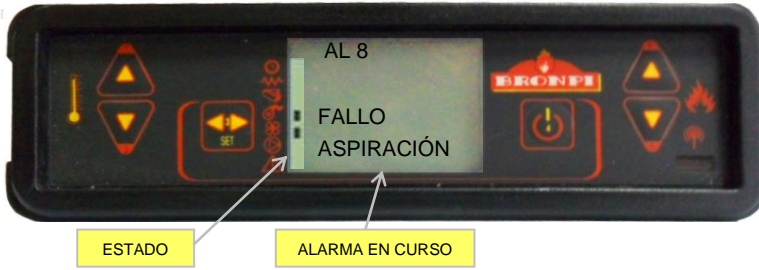 AL 8
BRONPI
FALLO
ASPIRACIÓN
SET
ESTADO
ALARMA EN CURSO